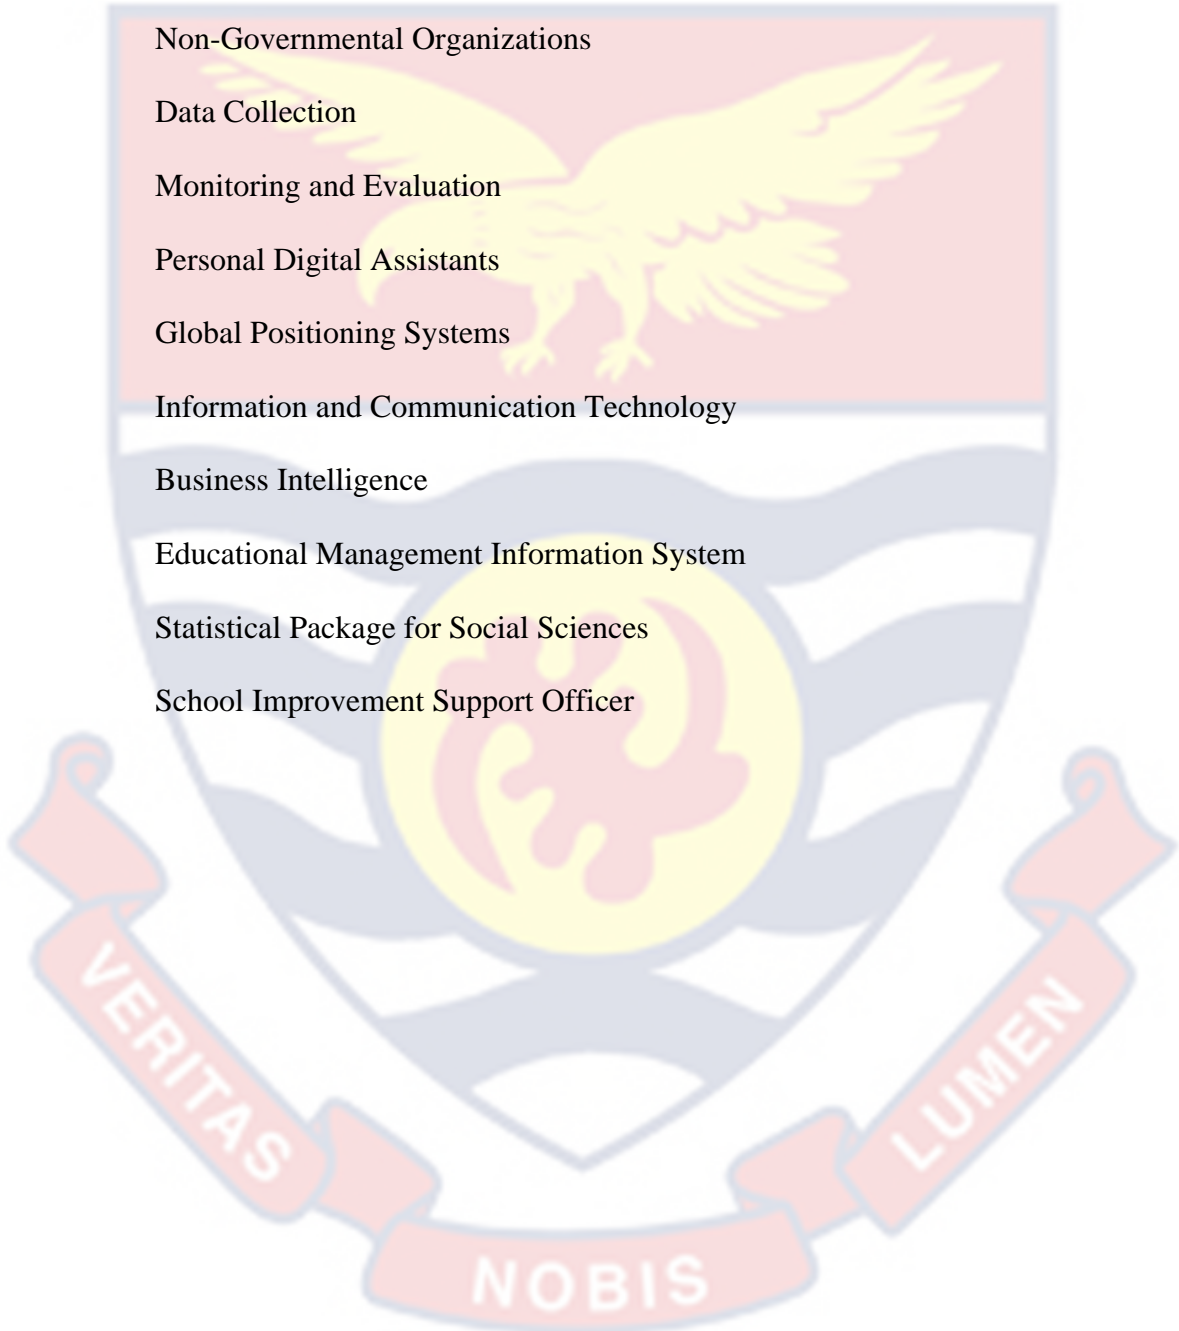 Non-Governmental Organizations
Data Collection
Monitoring and Evaluation
Personal Digital Assistants
Global Positioning Systems
Information and Communication Technology
Business Intelligence
Educational Management Information System
Statistical Package for Social Sciences
School Improvement Support Officer
VERITAS
NOBIS
LUMEN